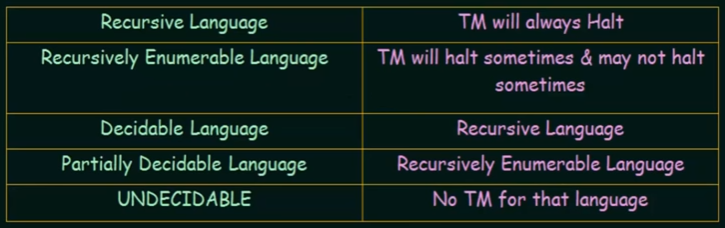 Recursive Language
TM will always Halt
Recursively Enumerable Language
TM will halt sometimes & may not halt
sometimes
Decidable Language
Recursive Language
Partially Decidable Language
Recursively Enumerable Language
UNDECIDABLE
No TM for that language